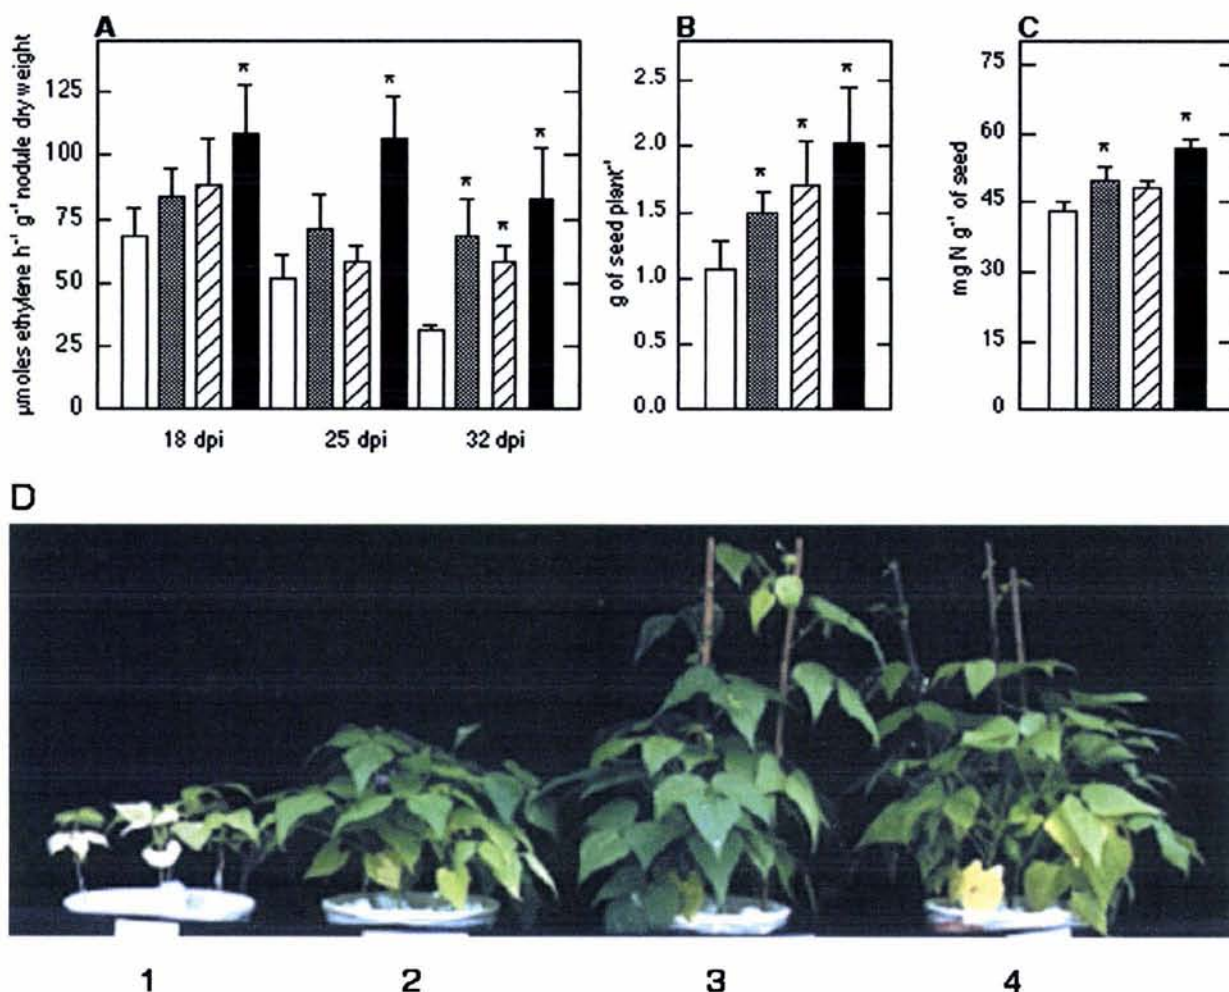 A
µmoles ethylene h⁻¹ g⁻¹ nodule dry weight
125
100
75
50
25
0
18 dpi 25 dpi 32 dpi
* * * * *
B
g of seed plant⁻¹
2.5
2.0
1.5
1.0
0.5
0.0
* * *
C
mg N g⁻¹ of seed
75
60
45
30
15
0
* *
D
1 2 3 4